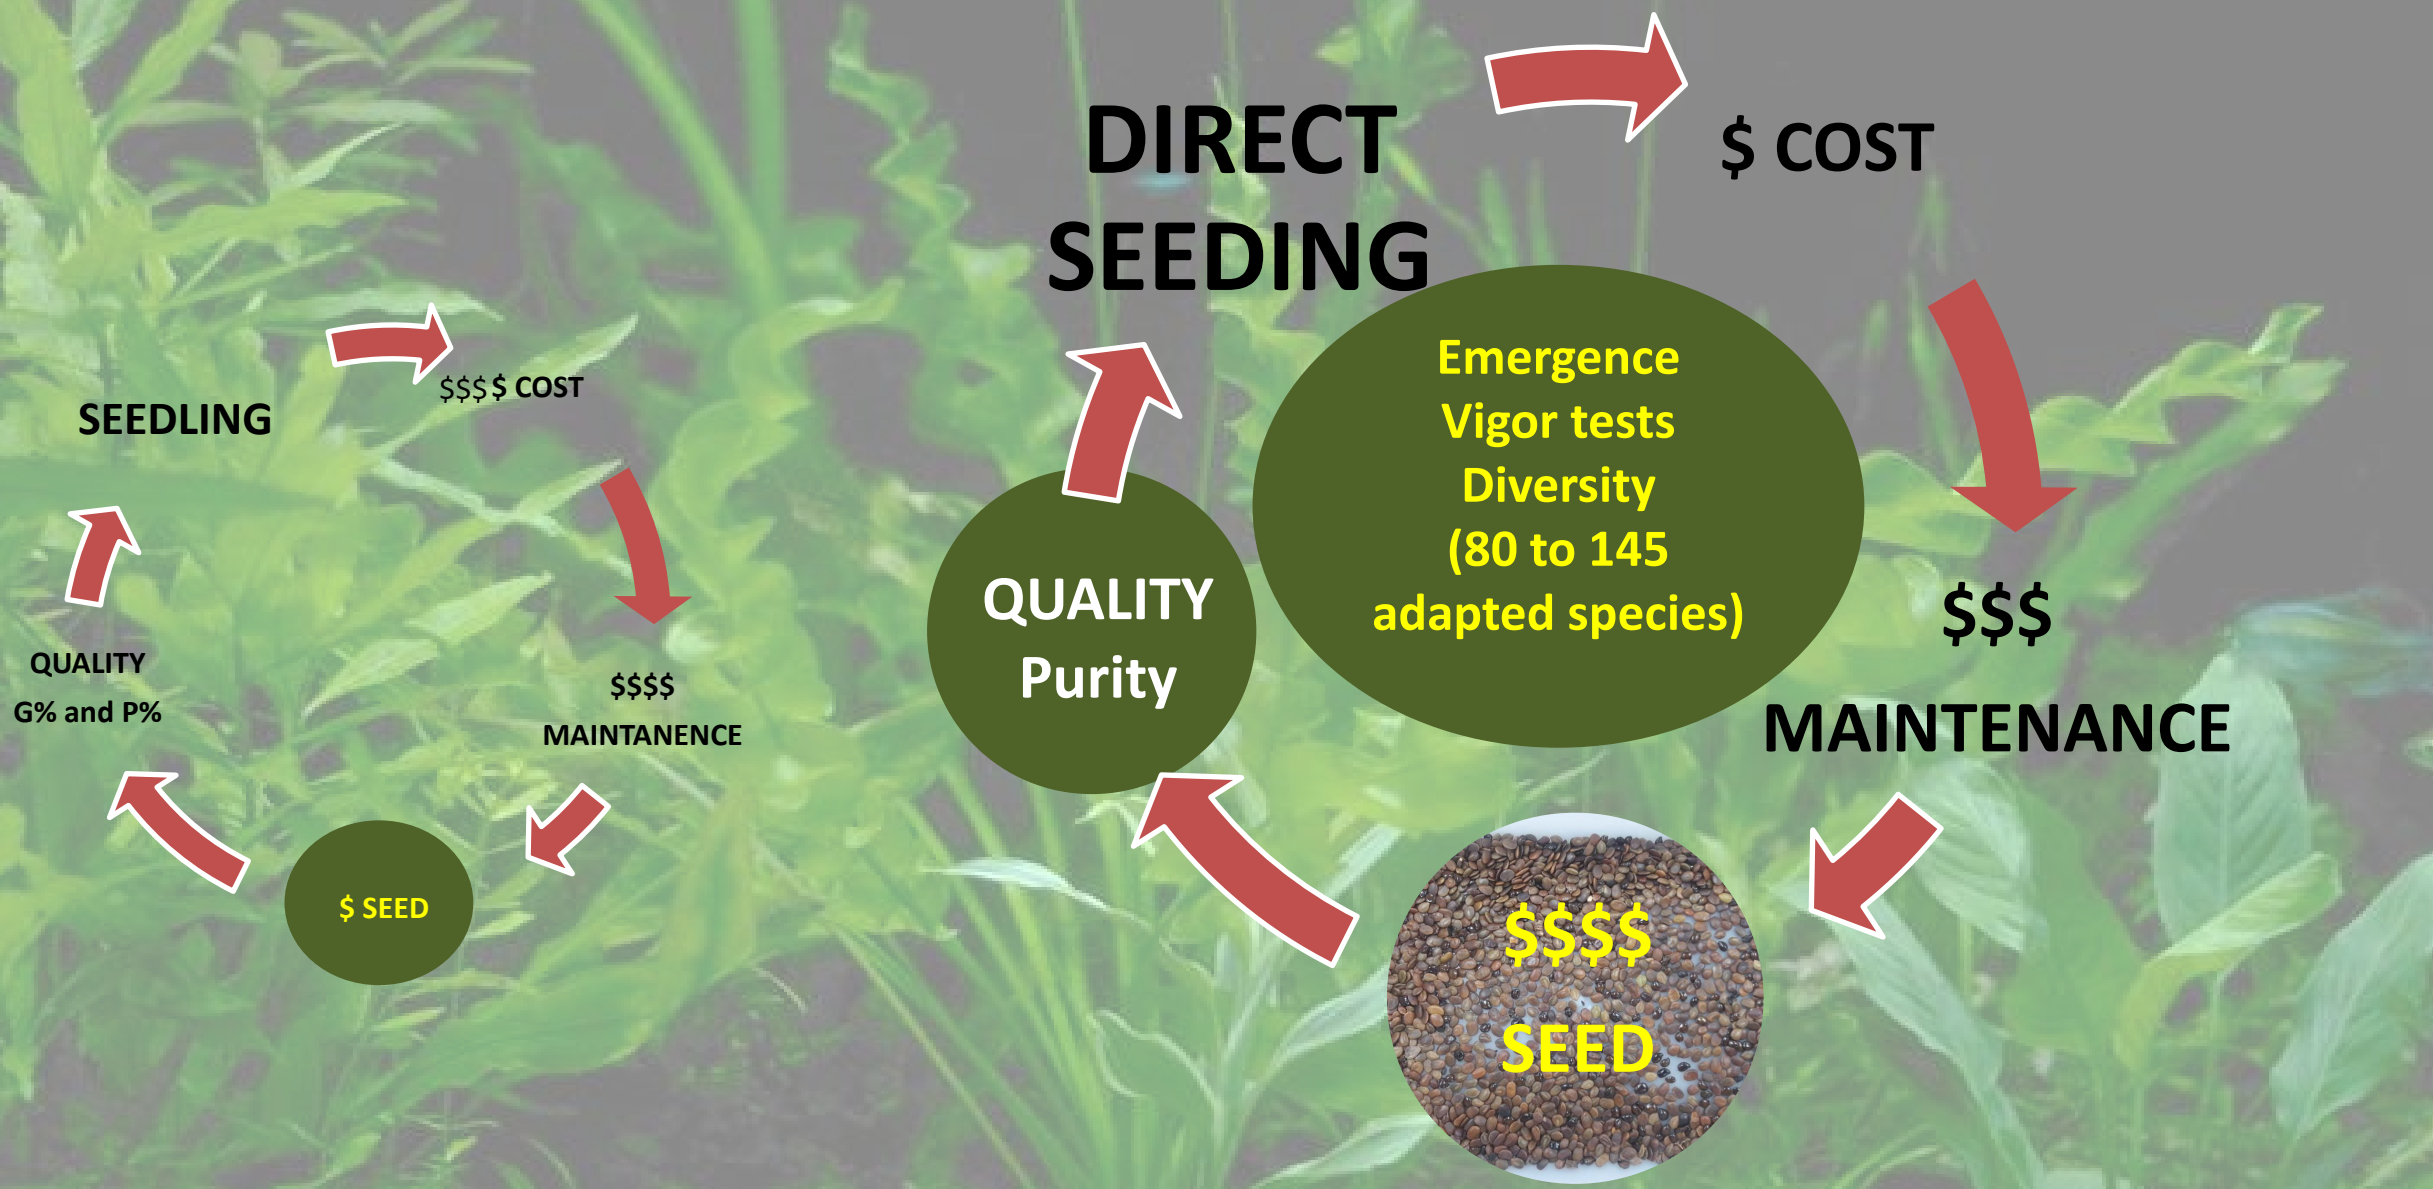 SEEDLING
$$$$ COST
$$$$
MAINTANENCE
$ SEED
QUALITY
G% and P%
DIRECT
SEEDING
$ COST
$$$
MAINTENANCE
$$$$
SEED
QUALITY
Purity
Emergence
Vigor tests
Diversity
(80 to 145
adapted species)